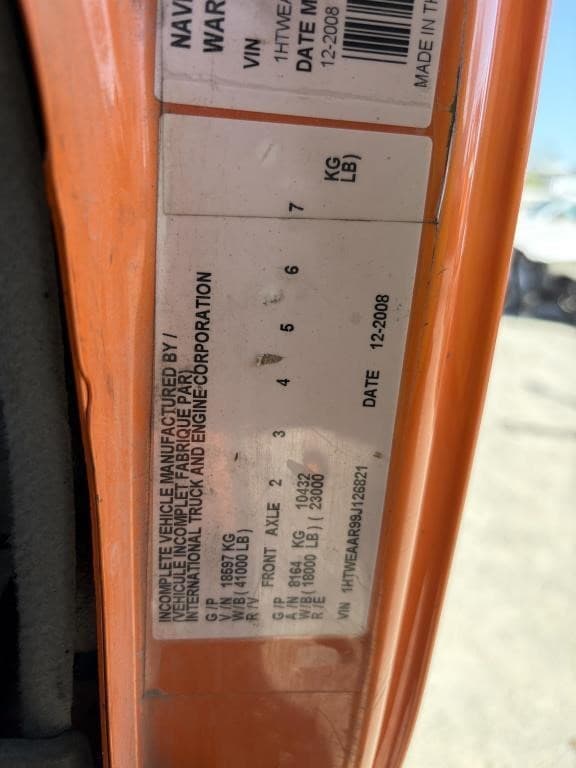 NAV
WAR
VIN 1HTWEA
DATE M
12-2008
MADE IN TH
INCOMPLETE VEHICLE MANUFACTURED BY /
(VEHICULE INCOMPLET FABRIQUE PAR)
INTERNATIONAL TRUCK AND ENGINE CORPORATION
G / P
V / N 18597 KG
W/B ( 41000 LB)
R / V FRONT AXLE 2 3 4 5 6 7
G / P
A / N 8164 KG 10432 KG
W/B ( 18000 LB) ( 23000 LB)
R / E
VIN 1HTWEAAR99J126821 DATE 12-2008